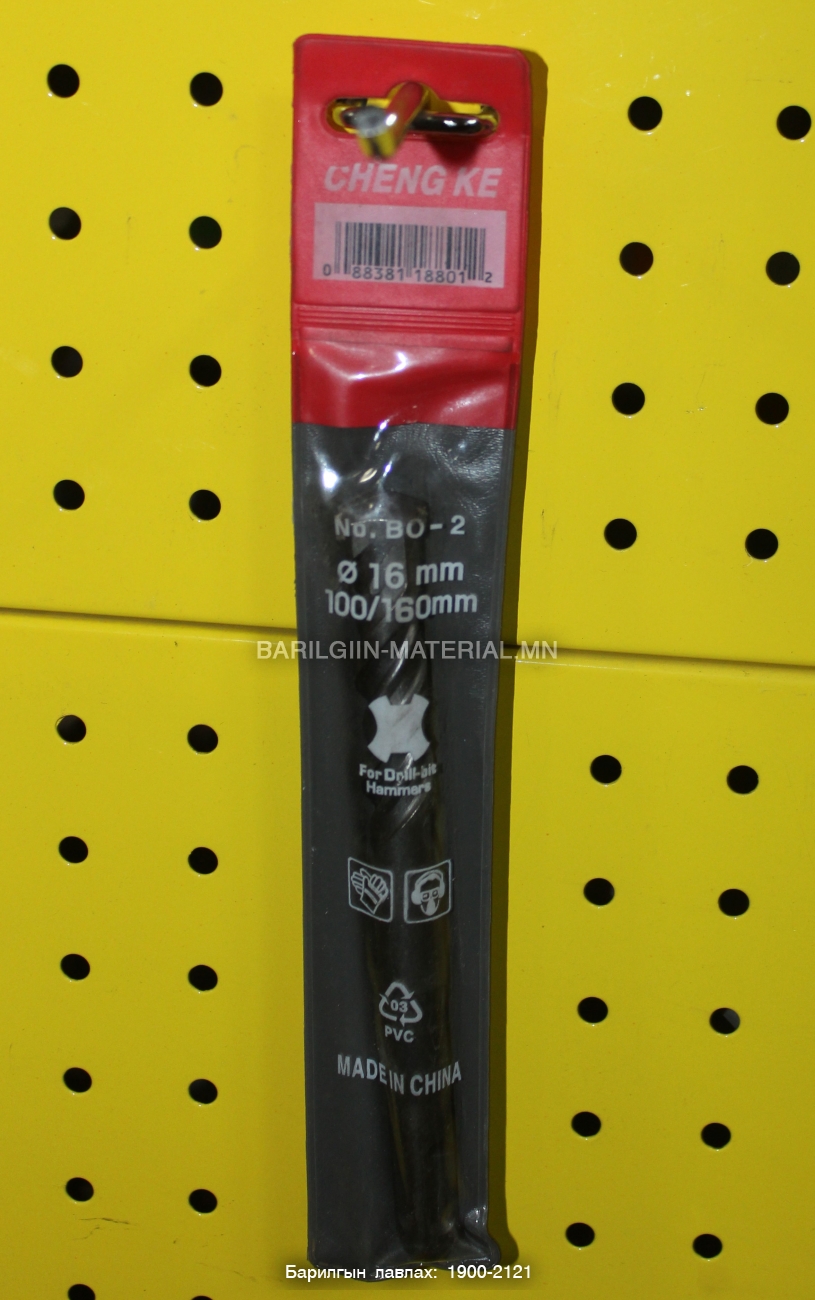 CHENG KE
0 88381 18801 2
No. BO-2
Ø 16 mm
100/160mm
BARILGIIN-MATERIAL.MN
For Drill-bit
Hammers
03
PVC
MADE IN CHINA
Барилгын лавлах: 1900-2121